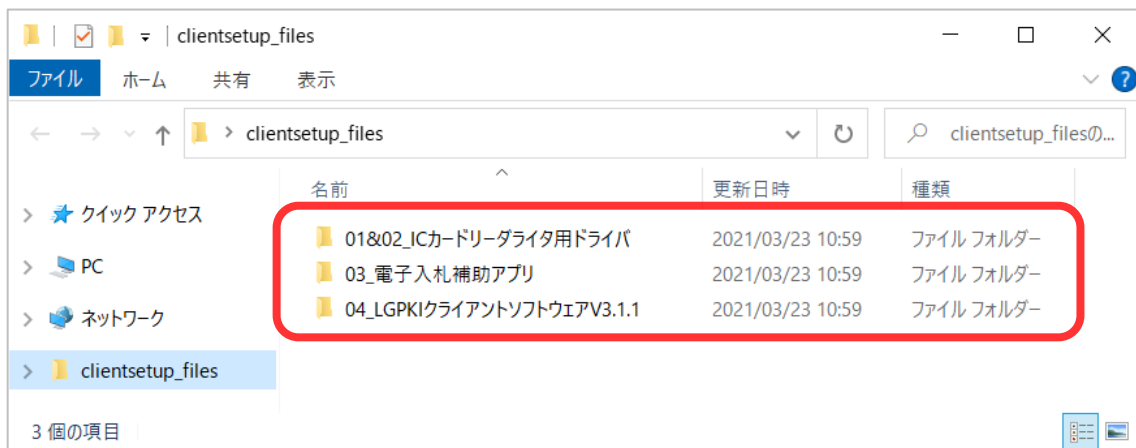 clientsetup_files
ファイル ホーム 共有 表示
clientsetup_files
clientsetup_filesの...
名前 更新日時 種類
クイック アクセス
PC
ネットワーク
clientsetup_files
01&02_ICカードリーダライタ用ドライバ 2021/03/23 10:59 ファイル フォルダー
03_電子入札補助アプリ 2021/03/23 10:59 ファイル フォルダー
04_LGPKIクライアントソフトウェアV3.1.1 2021/03/23 10:59 ファイル フォルダー
3 個の項目